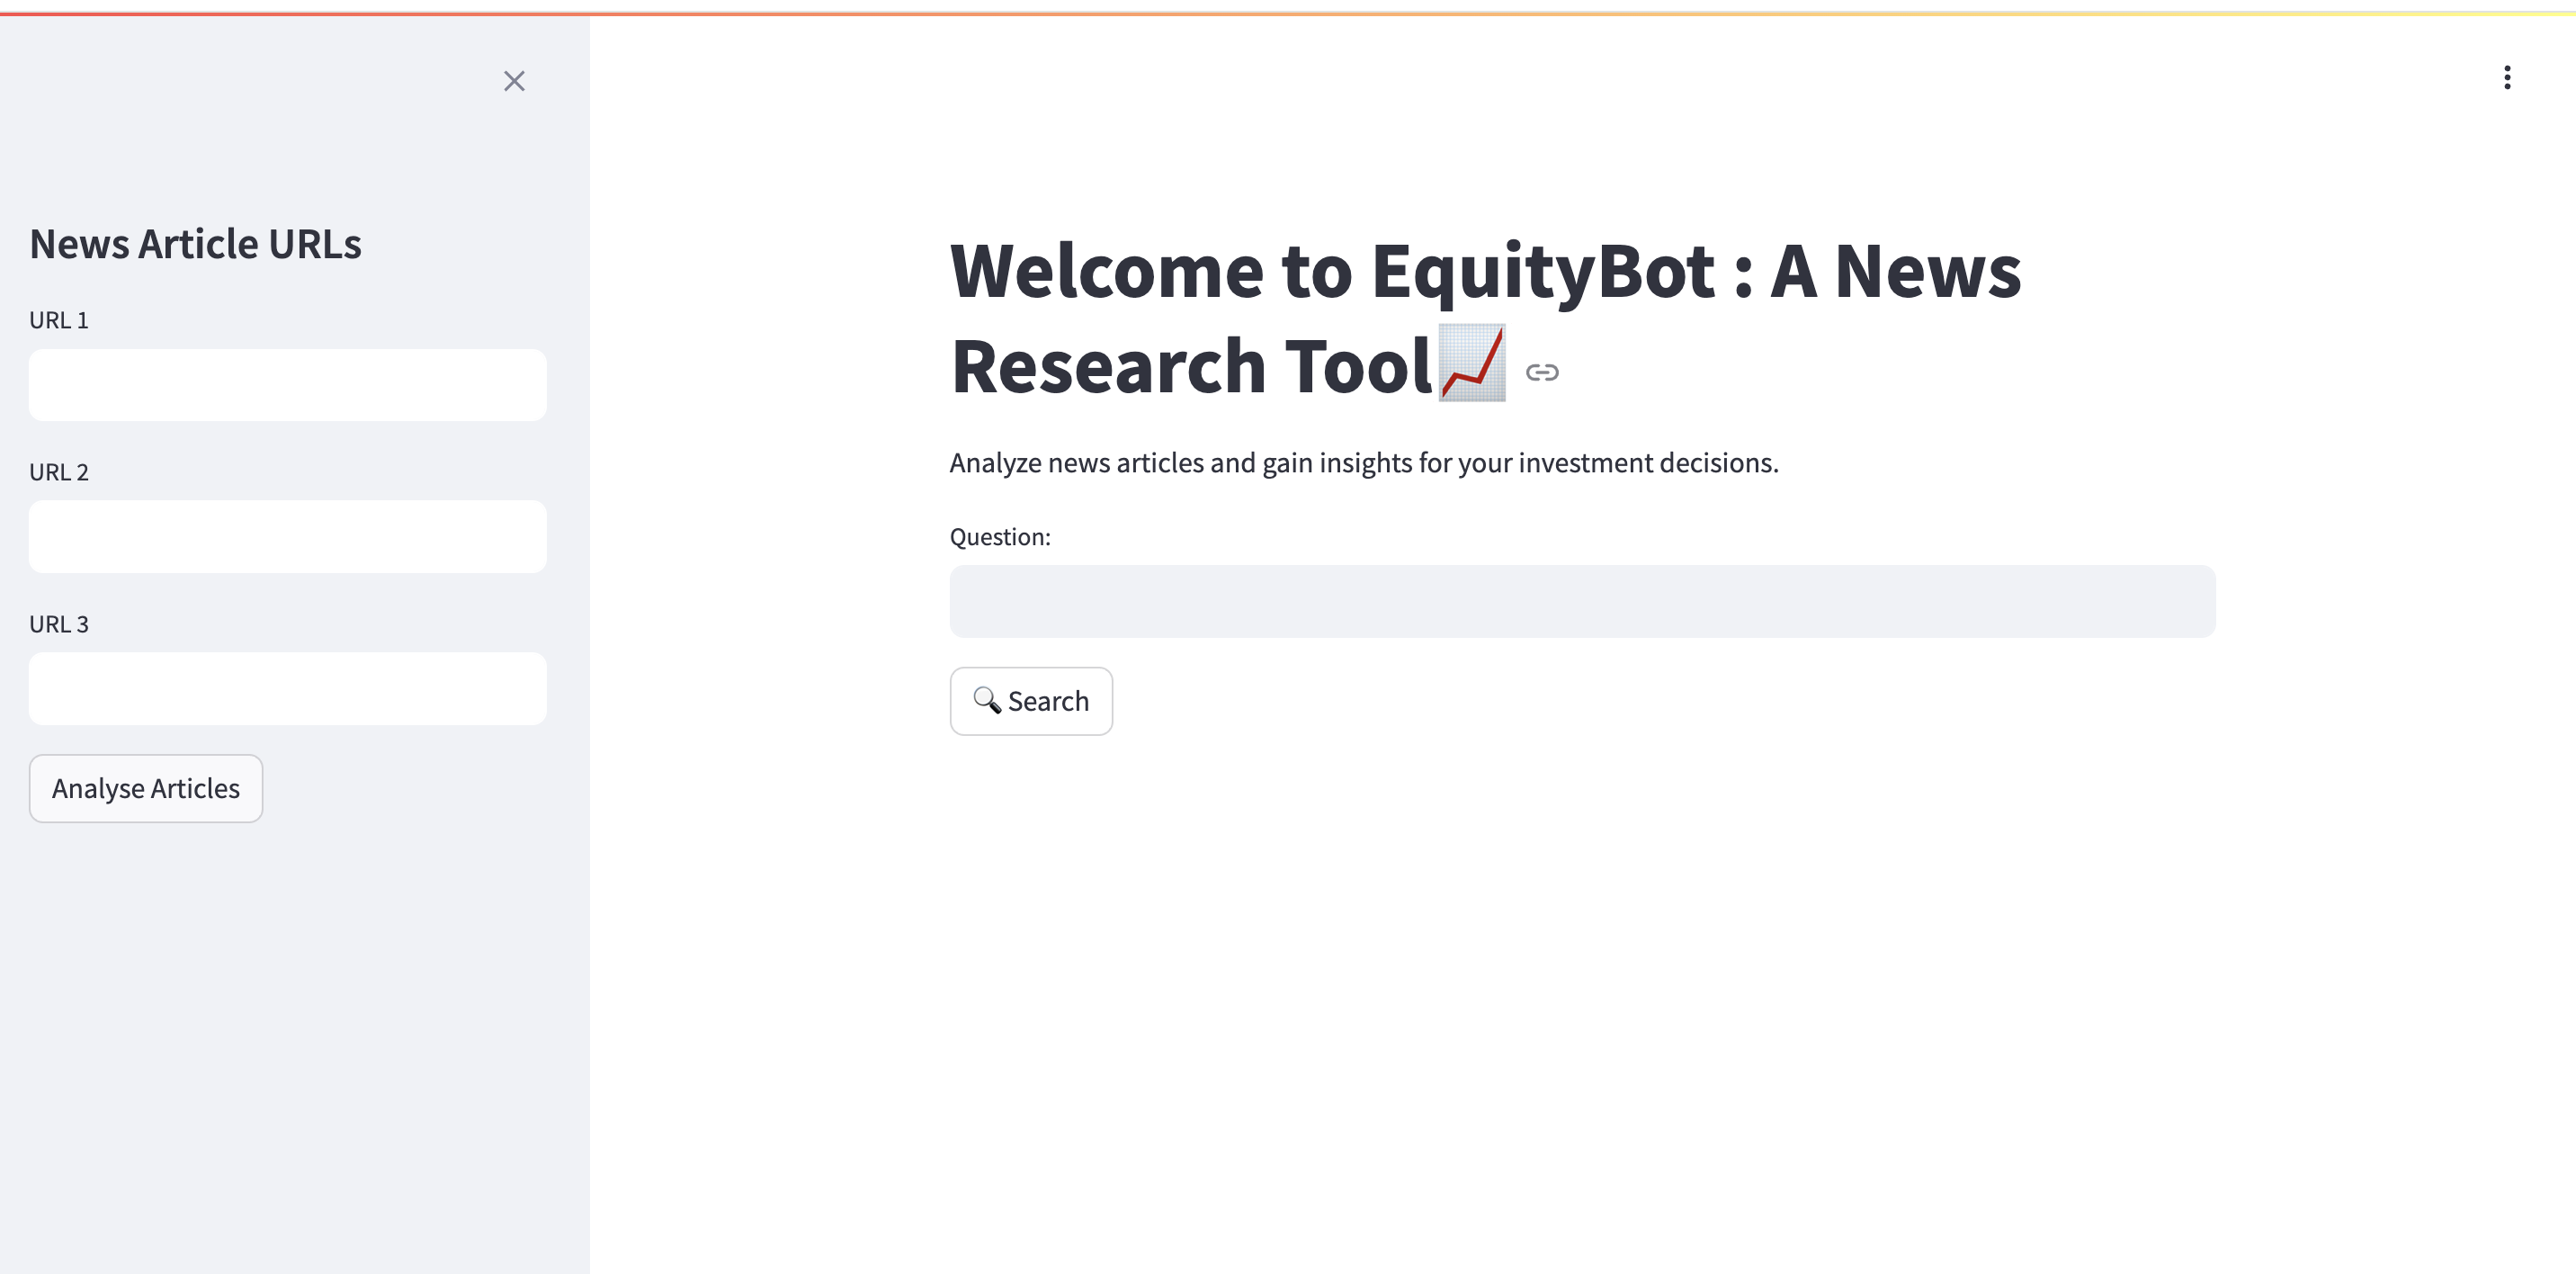 News Article URLs
URL 1
URL 2
URL 3
Analyse Articles
Welcome to EquityBot : A News
Research Tool📈
Analyze news articles and gain insights for your investment decisions.
Question:
🔍 Search